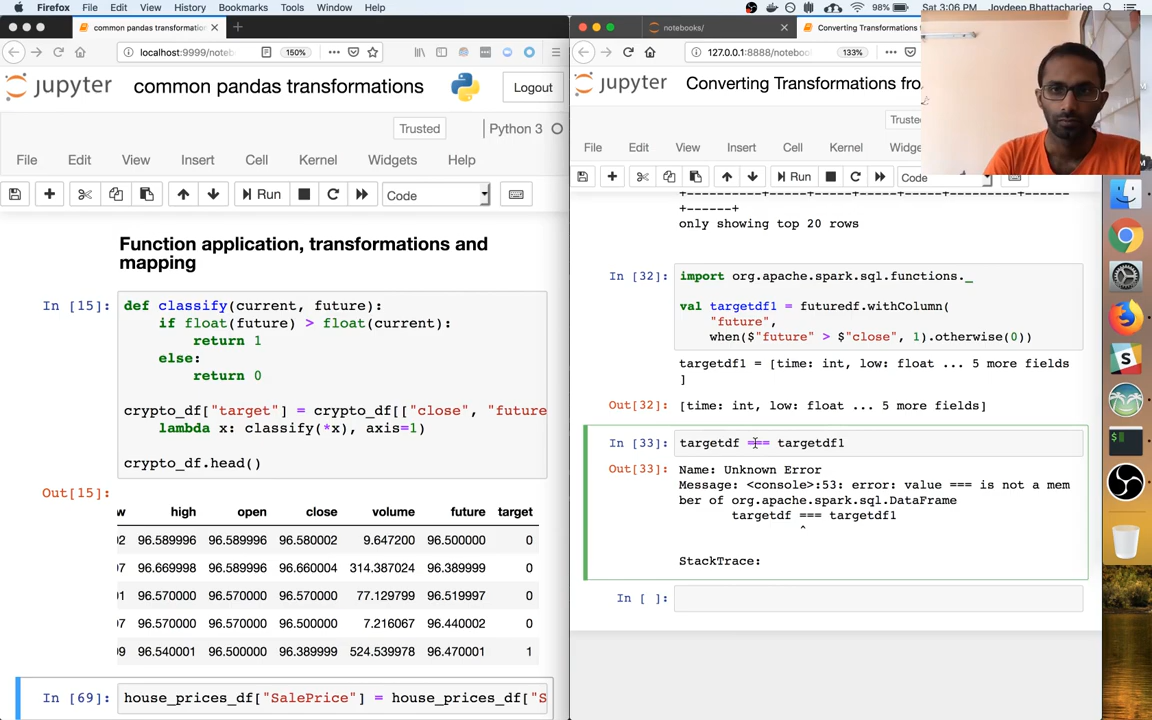 Firefox File Edit View History Bookmarks Tools Window Help
98% Sat 3:06 PM Joydeep Bhattacharjee
common pandas transformation
notebooks/
Converting Transformations f
localhost:9999/noteb
150%
127.0.0.1:8888/notebo
133%
jupyter common pandas transformations
Logout
jupyter Converting Transformations fro
Trusted
Python 3
Trusted
File Edit View Insert Cell Kernel Widgets Help
File Edit View Insert Cell Kernel Widge
Run
Code
Run
Code
Function application, transformations and
mapping
In [15]: def classify(current, future):
if float(future) > float(current):
return 1
else:
return 0
crypto_df["target"] = crypto_df[["close", "future
lambda x: classify(*x), axis=1)
crypto_df.head()
Out[15]:
w high open close volume future target
02 96.589996 96.589996 96.580002 9.647200 96.500000 0
07 96.669998 96.589996 96.660004 314.387024 96.389999 0
01 96.570000 96.570000 96.570000 77.129799 96.519997 0
07 96.570000 96.570000 96.500000 7.216067 96.440002 0
09 96.540001 96.500000 96.389999 524.539978 96.470001 1
In [69]: house_prices_df["SalePrice"] = house_prices_df["S
+------+
only showing top 20 rows
In [32]: import org.apache.spark.sql.functions._
val targetdf1 = futuredf.withColumn(
"future",
when($"future" > $"close", 1).otherwise(0))
targetdf1 = [time: int, low: float ... 5 more fields
]
Out[32]: [time: int, low: float ... 5 more fields]
In [33]: targetdf === targetdf1
Out[33]: Name: Unknown Error
Message: <console>:53: error: value === is not a mem
ber of org.apache.spark.sql.DataFrame
targetdf === targetdf1
^
StackTrace:
In [ ]: